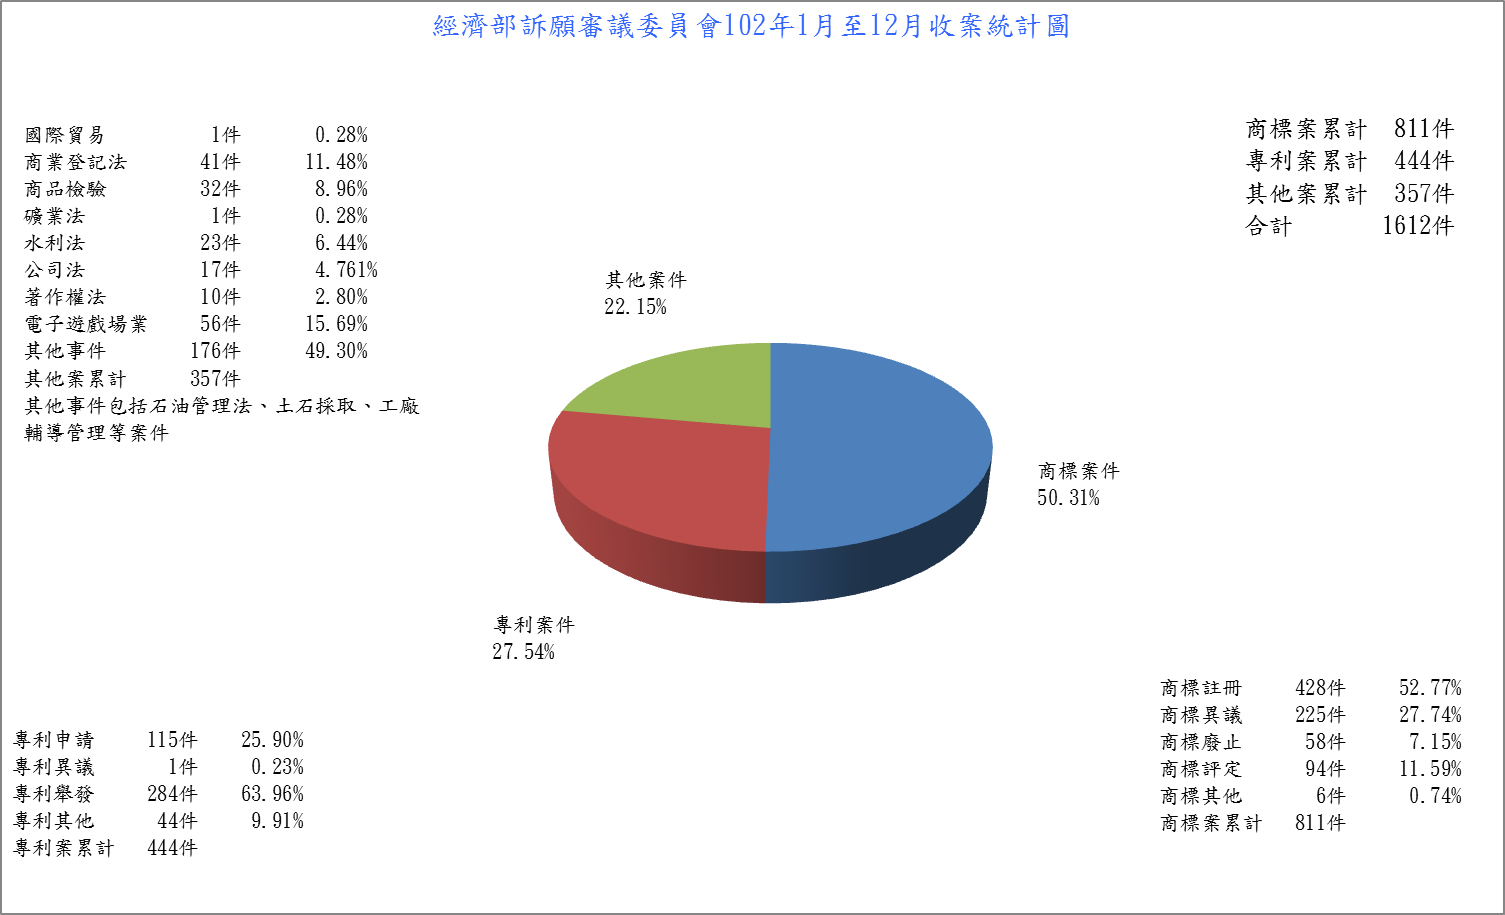 經濟部訴願審議委員會102年1月至12月收案統計圖
國際貿易 1件 0.28%
商業登記法 41件 11.48%
商品檢驗 32件 8.96%
礦業法 1件 0.28%
水利法 23件 6.44%
公司法 17件 4.761%
著作權法 10件 2.80%
電子遊戲場業 56件 15.69%
其他事件 176件 49.30%
其他案累計 357件
其他事件包括石油管理法、土石採取、工廠
輔導管理等案件
商標案累計 811件
專利案累計 444件
其他案累計 357件
合計 1612件
其他案件
22.15%
商標案件
50.31%
專利案件
27.54%
專利申請 115件 25.90%
專利異議 1件 0.23%
專利舉發 284件 63.96%
專利其他 44件 9.91%
專利案累計 444件
商標註冊 428件 52.77%
商標異議 225件 27.74%
商標廢止 58件 7.15%
商標評定 94件 11.59%
商標其他 6件 0.74%
商標案累計 811件